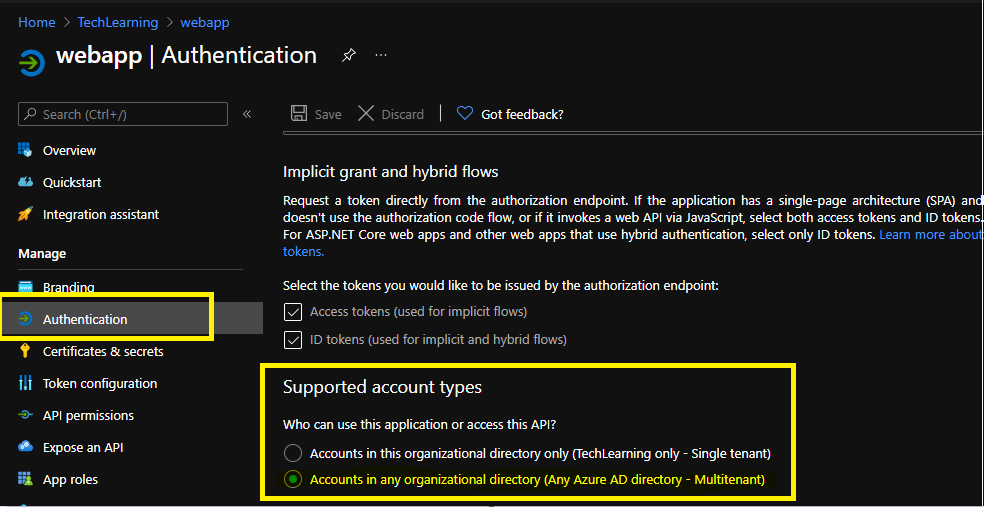 Home > TechLearning > webapp
webapp | Authentication
...
Search (Ctrl+/)
«
Overview
Quickstart
Integration assistant
Manage
Branding
Authentication
Certificates & secrets
Token configuration
API permissions
Expose an API
App roles
Save
Discard
Got feedback?
Implicit grant and hybrid flows
Request a token directly from the authorization endpoint. If the application has a single-page architecture (SPA) and
doesn't use the authorization code flow, or if it invokes a web API via JavaScript, select both access tokens and ID tokens.
For ASP.NET Core web apps and other web apps that use hybrid authentication, select only ID tokens. Learn more about
tokens.
Select the tokens you would like to be issued by the authorization endpoint:
Access tokens (used for implicit flows)
ID tokens (used for implicit and hybrid flows)
Supported account types
Who can use this application or access this API?
Accounts in this organizational directory only (TechLearning only - Single tenant)
Accounts in any organizational directory (Any Azure AD directory - Multitenant)